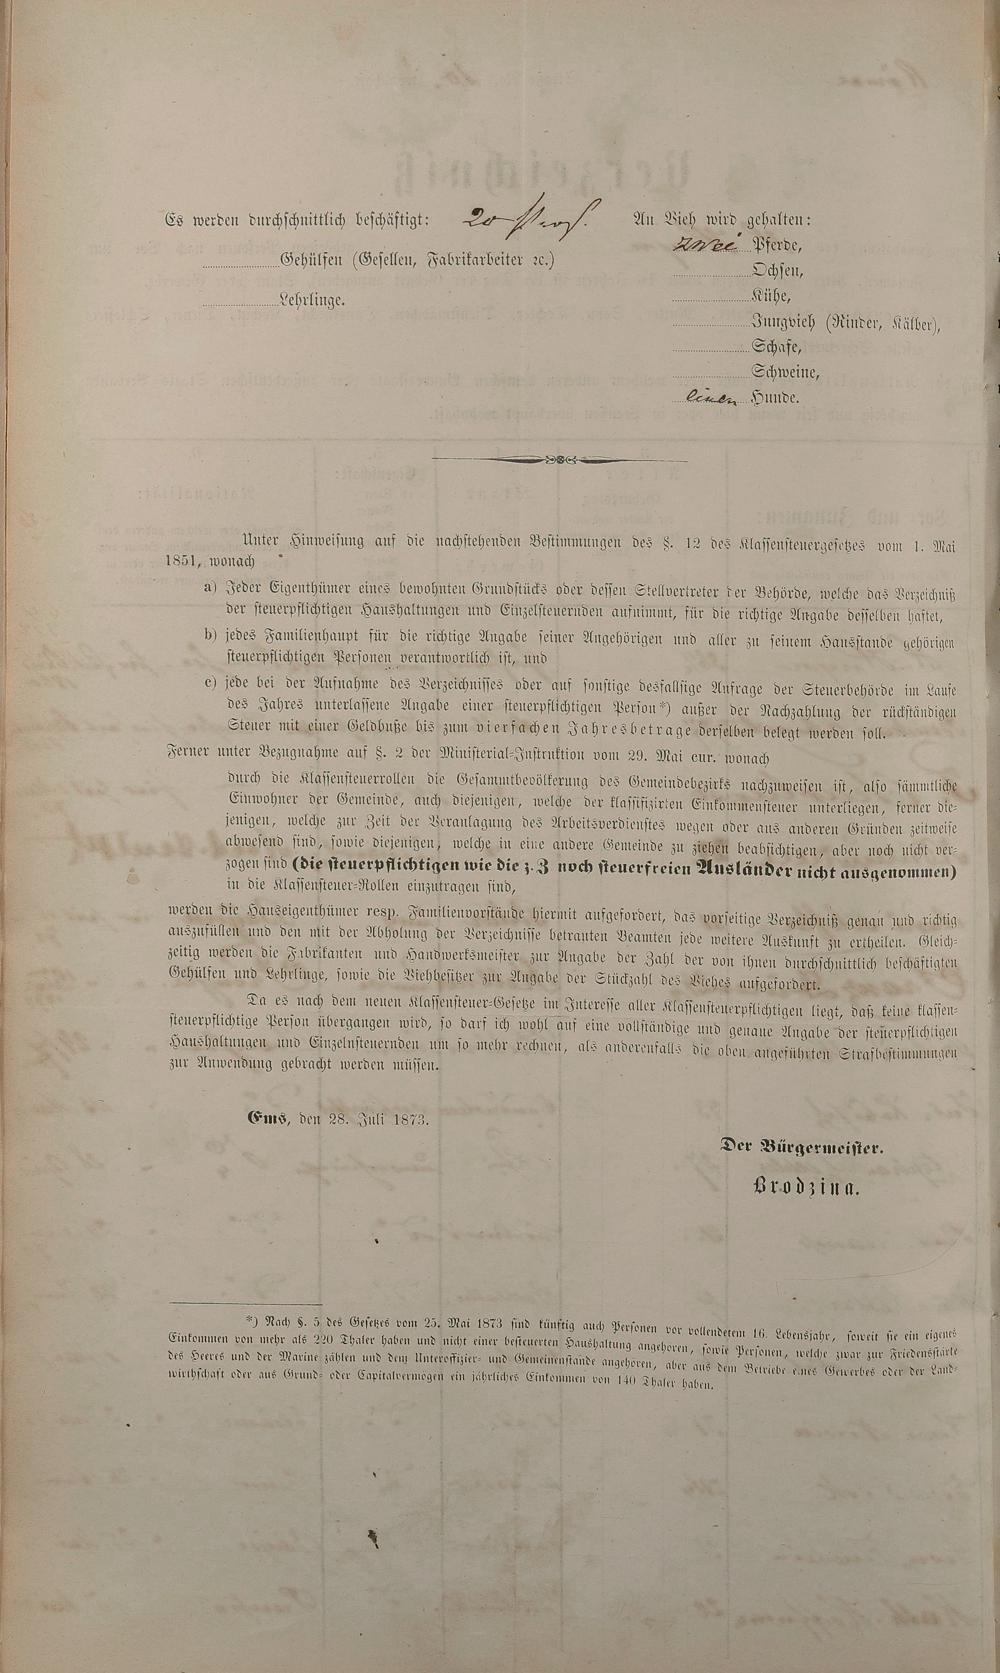 Es werden durchschnittlich beschäftigt: 20
Gehülfen (Gesellen, Fabrikarbeiter ꝛc.)
Lehrlinge.
An Vieh wird gehalten:
zwei Pferde,
Ochsen,
Kühe,
Jungvieh (Rinder, Kälber),
Schafe,
Schweine,
einen Hunde.
Unter Hinweisung auf die nachstehenden Bestimmungen des §. 12 des Klassensteuergesetzes vom 1. Mai
1851, wonach
a) Jeder Eigenthümer eines bewohnten Grundstücks oder dessen Stellvertreter der Behörde, welche das Verzeichniß
der steuerpflichtigen Haushaltungen und Einzelsteuernden aufnimmt, für die richtige Angabe desselben haftet,
b) jedes Familienhaupt für die richtige Angabe seiner Angehörigen und aller zu seinem Hausstande gehörigen
steuerpflichtigen Personen verantwortlich ist, und
c) jede bei der Aufnahme des Verzeichnisses oder auf sonstige desfallsige Anfrage der Steuerbehörde im Laufe
des Jahres unterlassene Angabe einer steuerpflichtigen Person*) außer der Nachzahlung der rückständigen
Steuer mit einer Geldbuße bis zum vierfachen Jahresbetrage derselben belegt werden soll.
Ferner unter Bezugnahme auf §. 2 der Ministerial-Instruktion vom 29. Mai cur. wonach
durch die Klassensteuerrollen die Gesammtbevölkerung des Gemeindebezirks nachzuweisen ist, also sämmtliche
Einwohner der Gemeinde, auch diejenigen, welche der klassifizirten Einkommensteuer unterliegen, ferner die-
jenigen, welche zur Zeit der Veranlagung des Arbeitsverdienstes wegen oder aus anderen Gründen zeitweise
abwesend sind, sowie diejenigen, welche in eine andere Gemeinde zu ziehen beabsichtigen, aber noch nicht ver-
zogen sind (die steuerpflichtigen wie die z. Z noch steuerfreien Ausländer nicht ausgenommen)
in die Klassensteuer-Rollen einzutragen sind,
werden die Hauseigenthümer resp. Familienvorstände hiermit aufgefordert, das vorseitige Verzeichniß genau und richtig
auszufüllen und den mit der Abholung der Verzeichnisse betrauten Beamten jede weitere Auskunft zu ertheilen. Gleich-
zeitig werden die Fabrikanten und Handwerksmeister zur Angabe der Zahl der von ihnen durchschnittlich beschäftigten
Gehülfen und Lehrlinge, sowie die Viehbesitzer zur Angabe der Stückzahl des Viehes aufgefordert.
Da es nach dem neuen Klassensteuer-Gesetze im Interesse aller Klassensteuerpflichtigen liegt, daß keine klassen-
steuerpflichtige Person übergangen wird, so darf ich wohl auf eine vollständige und genaue Angabe der steuerpflichtigen
Haushaltungen und Einzelnsteuernden um so mehr rechnen, als anderenfalls die oben angeführten Strafbestimmungen
zur Anwendung gebracht werden müssen.
Ems, den 28. Juli 1873.
Der Bürgermeister.
Brodzina.
*) Nach §. 5 des Gesetzes vom 25. Mai 1873 sind künftig auch Personen vor vollendetem 16. Lebensjahr, soweit sie ein eigenes
Einkommen von mehr als 220 Thaler haben und nicht einer besteuerten Haushaltung angehören, sowie Personen, welche zwar zur Friedensstärke
des Heeres und der Marine zählen und dem Unteroffizier- und Gemeinenstande angehören, aber aus dem Betriebe eines Gewerbes oder der Land-
wirthschaft oder aus Grund- oder Capitalvermögen ein jährliches Einkommen von 140 Thaler haben.